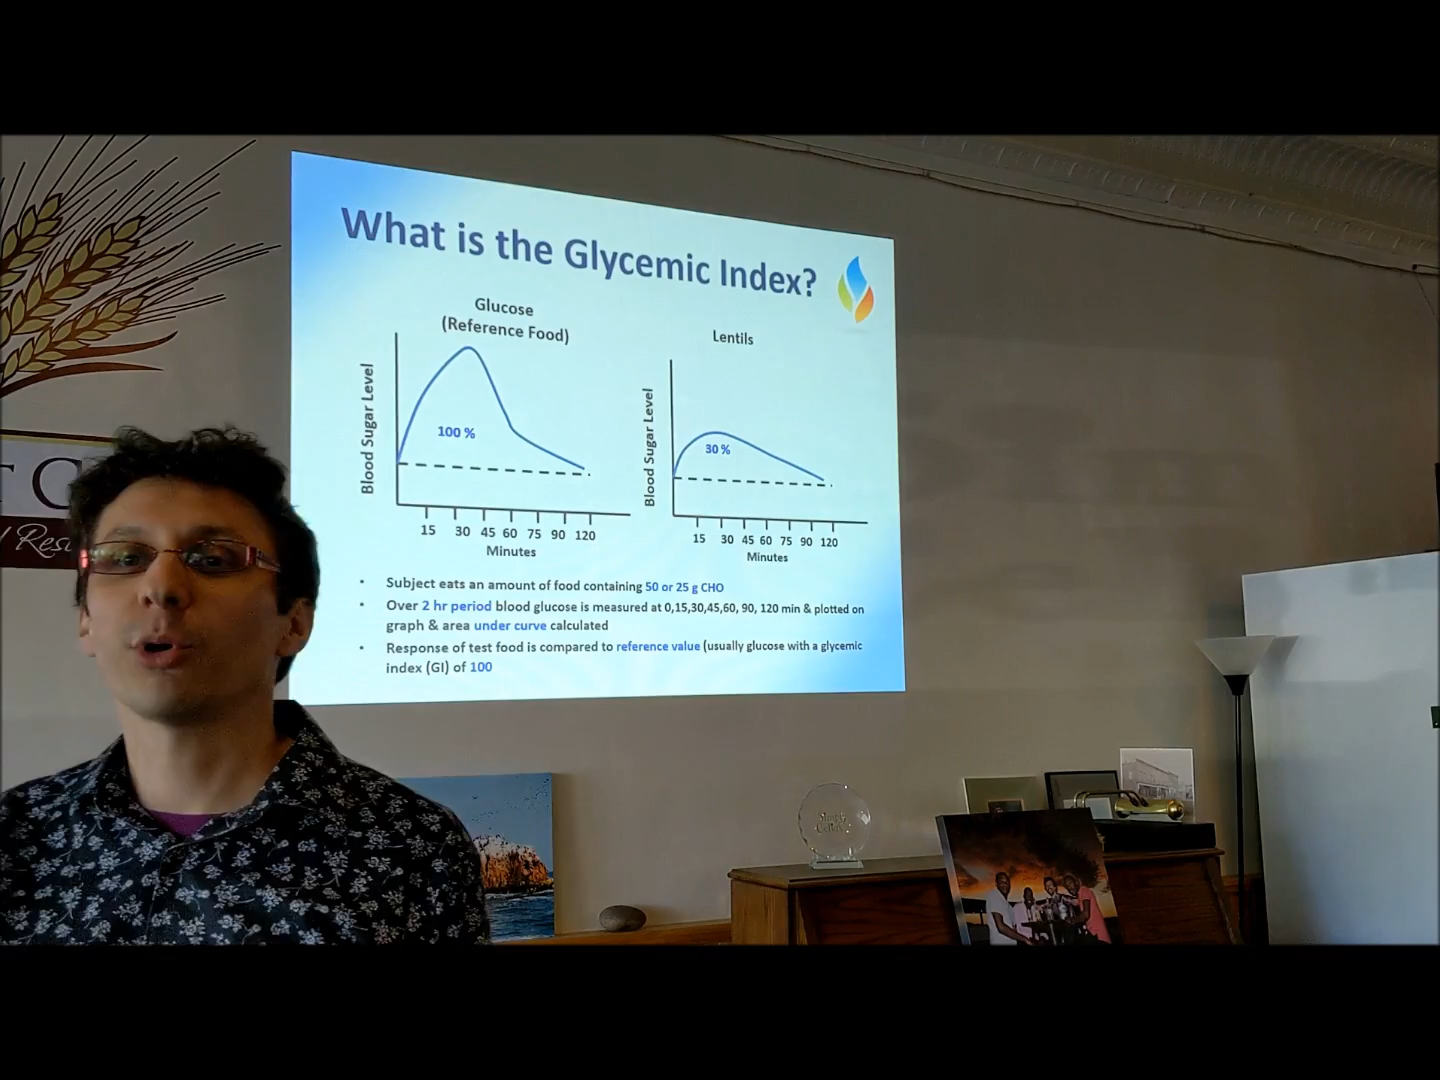 What is the Glycemic Index?
Glucose
(Reference Food)
Lentils
Blood Sugar Level
100 %
15 30 45 60 75 90 120
Minutes
Blood Sugar Level
30 %
15 30 45 60 75 90 120
Minutes
• Subject eats an amount of food containing 50 or 25 g CHO
• Over 2 hr period blood glucose is measured at 0,15,30,45,60, 90, 120 min & plotted on
graph & area under curve calculated
• Response of test food is compared to reference value (usually glucose with a glycemic
index (GI) of 100